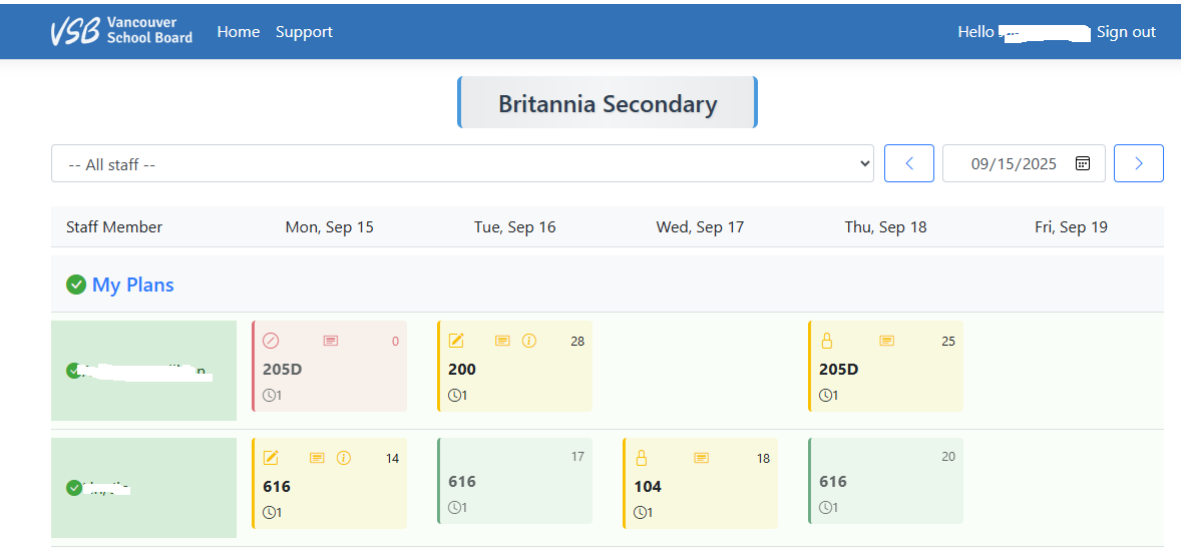 VSB Vancouver School Board Home Support Hello Sign out
Britannia Secondary
-- All staff -- 09/15/2025
Staff Member Mon, Sep 15 Tue, Sep 16 Wed, Sep 17 Thu, Sep 18 Fri, Sep 19
My Plans
0 28 25
205D 200 205D
1 1 1
14 17 18 20
616 616 104 616
1 1 1 1